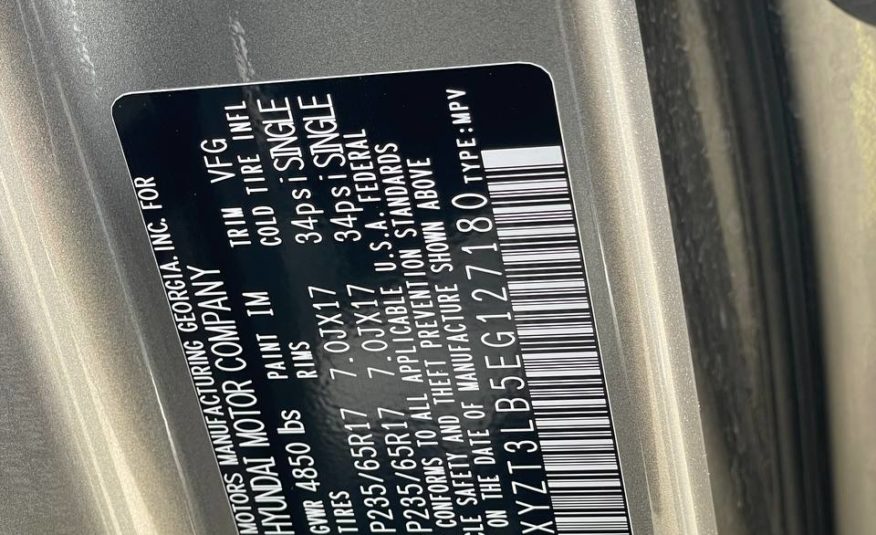 MOTORS MANUFACTURING GEORGIA, INC. FOR
HYUNDAI MOTOR COMPANY TRIM VFG
GVWR 4850 lbs PAINT IM COLD TIRE INFL
TIRES RIMS
P235/65R17 7.0JX17 34psi SINGLE
P235/65R17 7.0JX17 34psi SINGLE
CONFORMS TO ALL APPLICABLE U.S.A. FEDERAL
CLE SAFETY AND THEFT PREVENTION STANDARDS
ON THE DATE OF MANUFACTURE SHOWN ABOVE
XYZT3LB5EG127180 TYPE:MPV